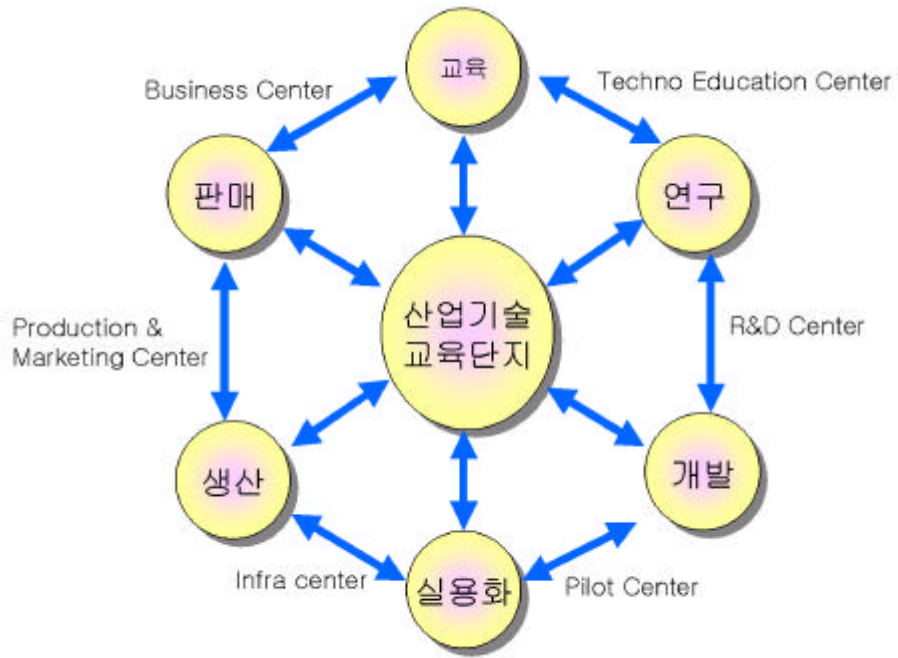 교육
Business Center
Techno Education Center
판매
연구
산업기술
교육단지
Production &
Marketing Center
R&D Center
생산
개발
Infra center
실용화
Pilot Center